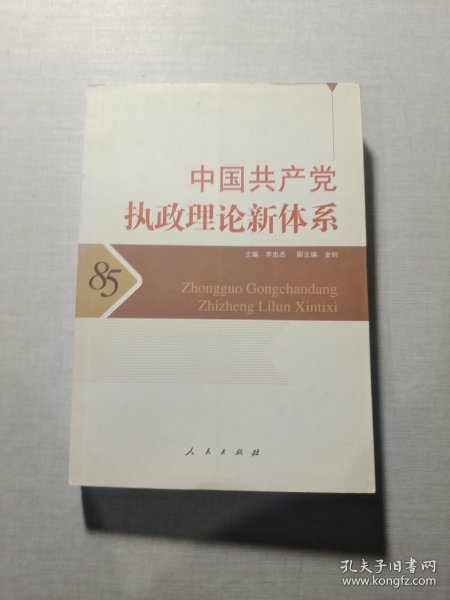 中国共产党
执政理论新体系
主编 李忠杰 副主编 金钊
85
Zhongguo Gongchandang
Zhizheng Lilun Xintixi
人民出版社
孔夫子旧书网
www.kongfz.com